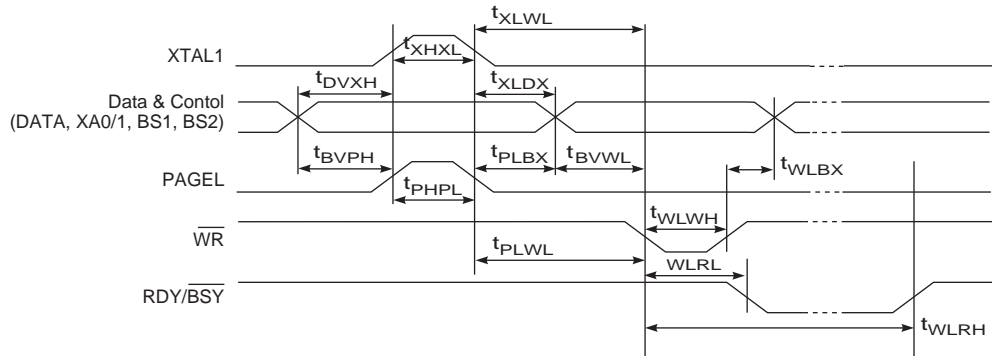 tXLWL
XTAL1
tXHXL
tDVXH
tXLDX
Data & Contol
(DATA, XA0/1, BS1, BS2)
tBVPH
tPLBX
tBVWL
tWLBX
PAGEL
tPHPL
tWLWH
WR
tPLWL
WLRL
RDY/BSY
tWLRH